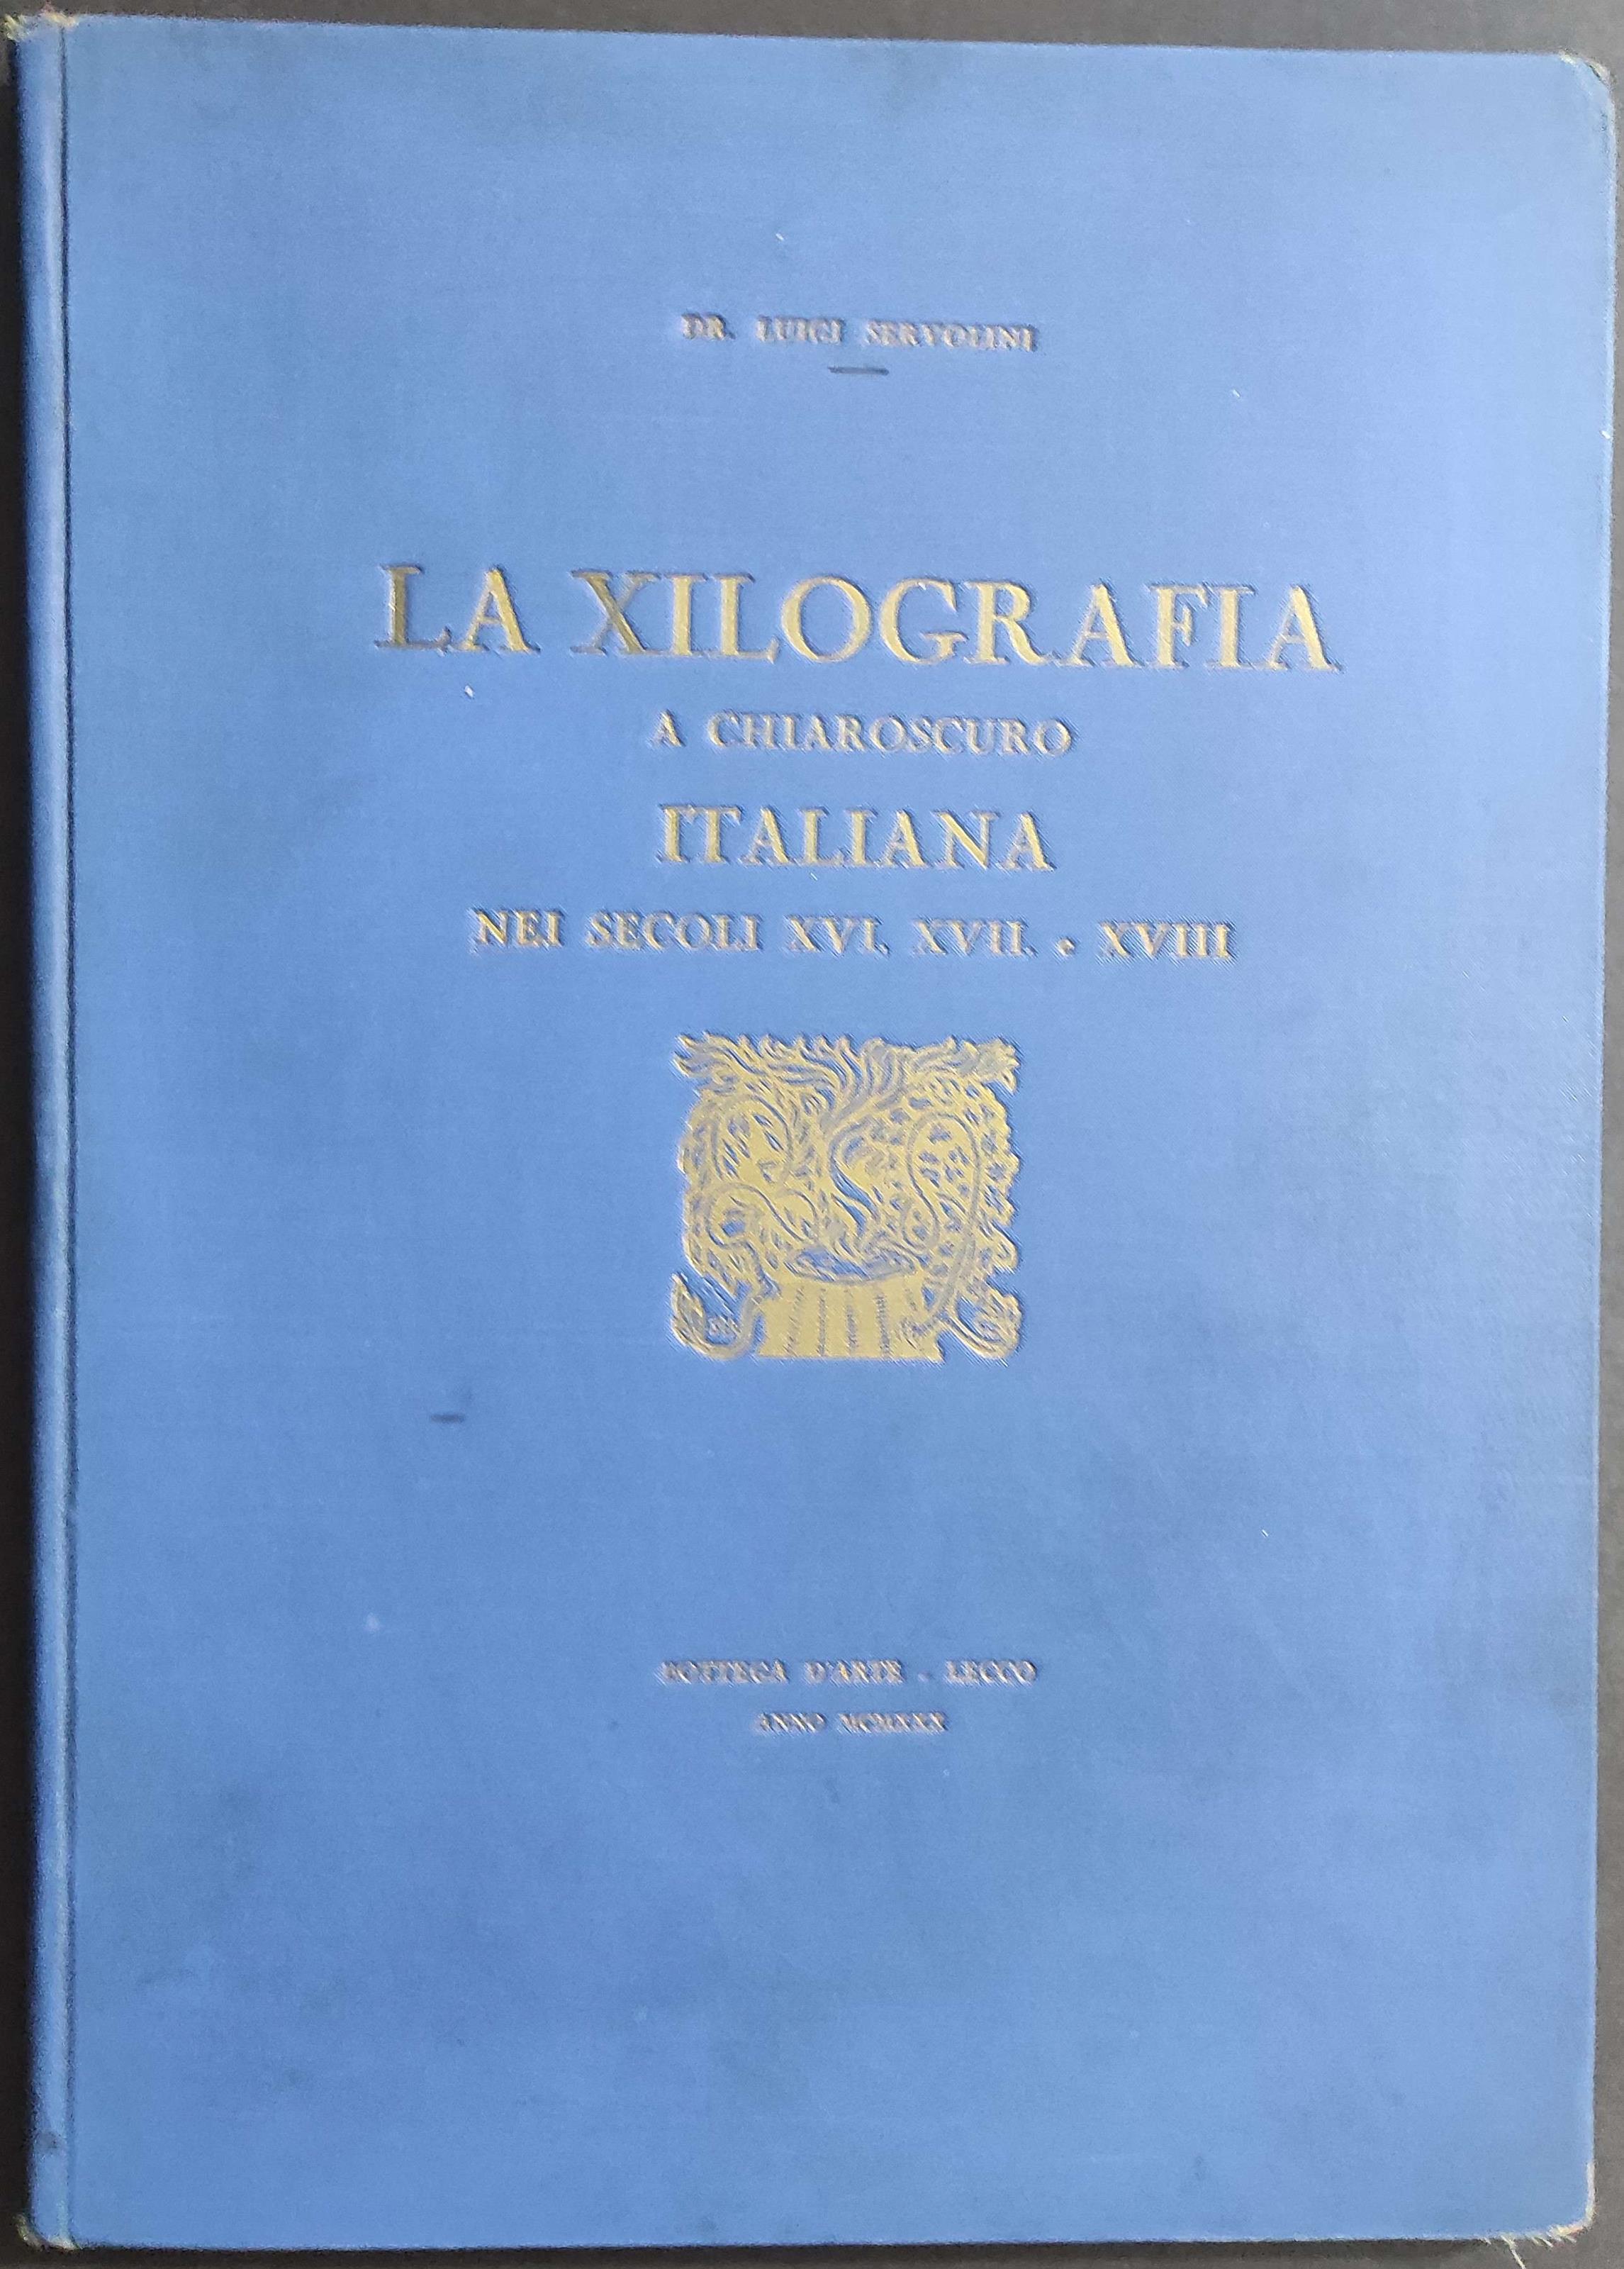 DR. LUIGI SERVOLINI
LA XILOGRAFIA
A CHIAROSCURO
ITALIANA
NEI SECOLI XVI, XVII. e XVIII
BOTTEGA D'ARTE - LECCO
ANNO MCMXXX